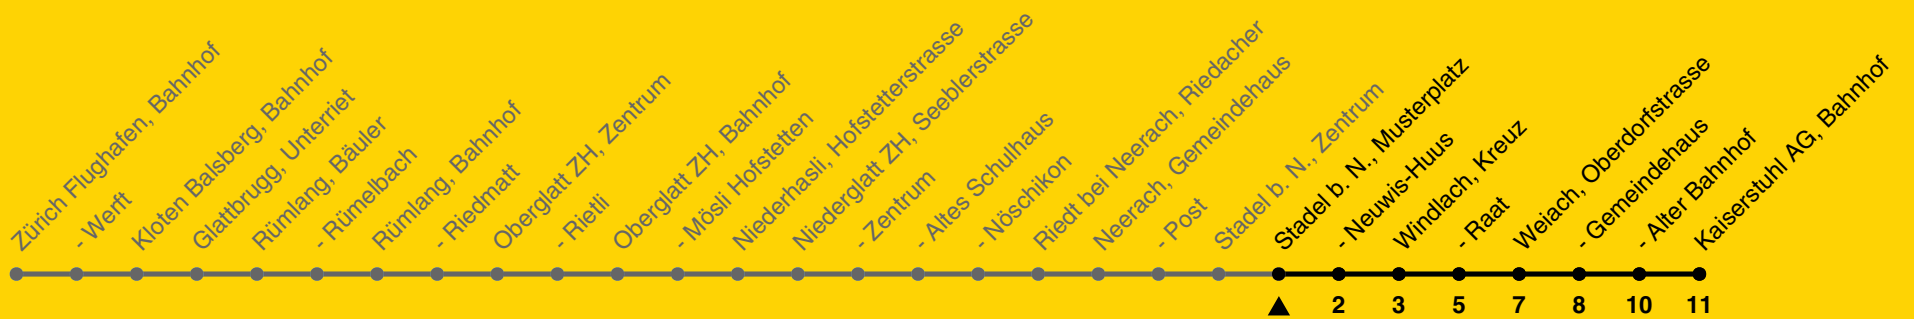 Zürich Flughafen, Bahnhof
- Werft
Kloten Balsberg, Bahnhof
Glattbrugg, Unterriet
Rümlang, Bäuler
- Rümelbach
Rümlang, Bahnhof
- Riedmatt
Oberglatt ZH, Zentrum
- Rietli
Oberglatt ZH, Bahnhof
- Mösli Hofstetten
Niederhasli, Hofstetterstrasse
Niederglatt ZH, Seeblerstrasse
- Zentrum
- Altes Schulhaus
- Nöschikon
Riedt bei Neerach, Riedacher
Neerach, Gemeindehaus
- Post
Stadel b. N., Zentrum
Stadel b. N., Musterplatz
- Neuwis-Huus
Windlach, Kreuz
- Raat
Weiach, Oberdorfstrasse
- Gemeindehaus
- Alter Bahnhof
Kaiserstuhl AG, Bahnhof
2 3 5 7 8 10 11